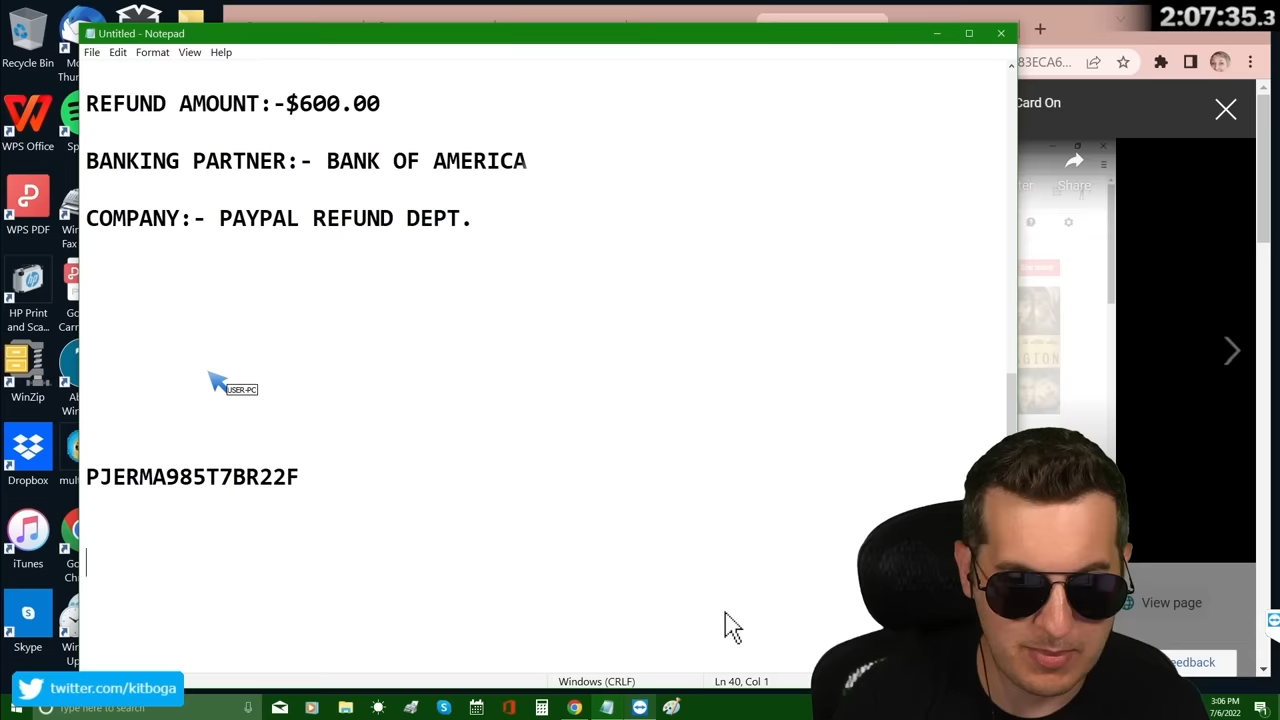 2:07:35.3
Untitled - Notepad
File Edit Format View Help
83ECA6...
Card On
Share
REFUND AMOUNT:-$600.00
BANKING PARTNER:- BANK OF AMERICA
COMPANY:- PAYPAL REFUND DEPT.
USER-PC
PJERMA985T7BR22F
Recycle Bin
WPS Office
WPS PDF
HP Print
and Sca...
WinZip
Dropbox
iTunes
Skype
View page
Windows (CRLF)
Ln 40, Col 1
twitter.com/kitboga
Type here to search
3:06 PM
7/6/2022